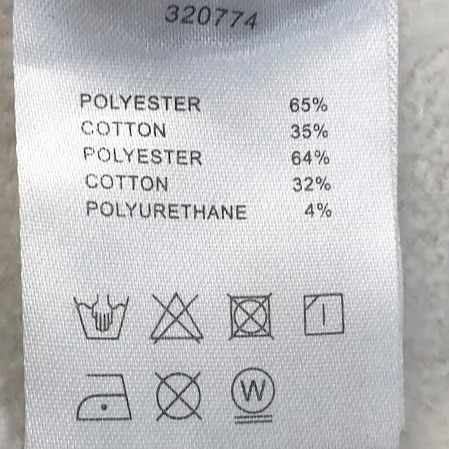 320774
POLYESTER 65%
COTTON 35%
POLYESTER 64%
COTTON 32%
POLYURETHANE 4%
W